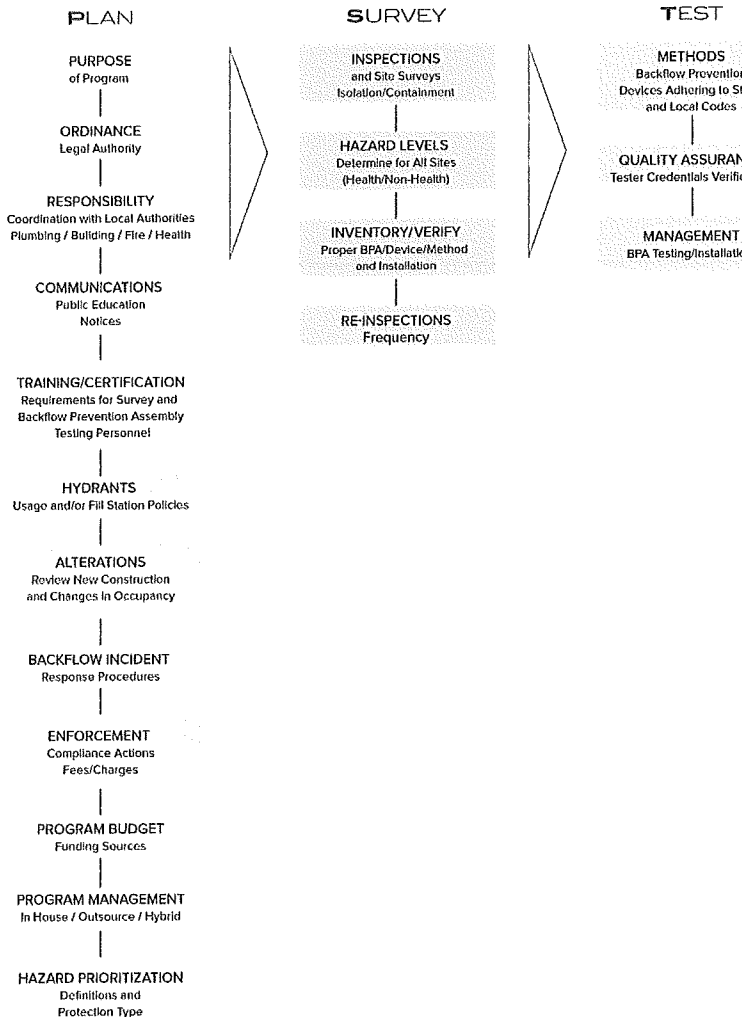 PLAN
PURPOSE
of Program
ORDINANCE
Legal Authority
RESPONSIBILITY
Coordination with Local Authorities
Plumbing / Building / Fire / Health
COMMUNICATIONS
Public Education
Notices
TRAINING/CERTIFICATION
Requirements for Survey and
Backflow Prevention Assembly
Testing Personnel
HYDRANTS
Usage and/or Fill Station Policies
ALTERATIONS
Review New Construction
and Changes in Occupancy
BACKFLOW INCIDENT
Response Procedures
ENFORCEMENT
Compliance Actions
Fees/Charges
PROGRAM BUDGET
Funding Sources
PROGRAM MANAGEMENT
In House / Outsource / Hybrid
HAZARD PRIORITIZATION
Definitions and
Protection Type
SURVEY
INSPECTIONS
and Site Surveys
Isolation/Containment
HAZARD LEVELS
Determine for All Sites
(Health/Non-Health)
INVENTORY/VERIFY
Proper BPA/Device/Method
and Installation
RE-INSPECTIONS
Frequency
TEST
METHODS
Backflow
Devices Adhering to
and Local Codes
QUALITY
Tester Credentials
MANAGEMENT
BPA